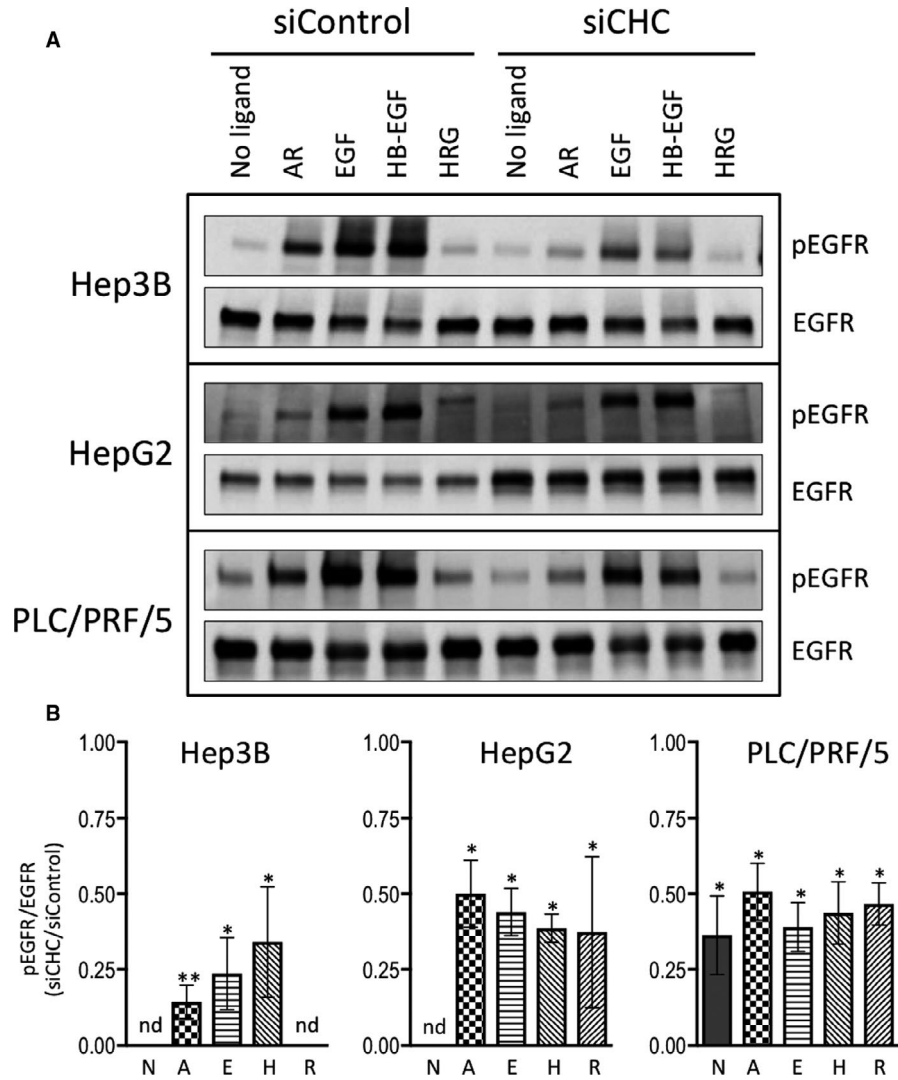 A
siControl siCHC
No ligand AR EGF HB-EGF HRG No ligand AR EGF HB-EGF HRG
Hep3B
pEGFR
EGFR
HepG2
pEGFR
EGFR
PLC/PRF/5
pEGFR
EGFR
B
pEGFR/EGFR
(siCHC/siControl)
Hep3B
1.00
0.75
0.50
0.25
0.00
nd ** * * nd
N A E H R
HepG2
1.00
0.75
0.50
0.25
0.00
nd * * * *
N A E H R
PLC/PRF/5
1.00
0.75
0.50
0.25
0.00
* * * * *
N A E H R